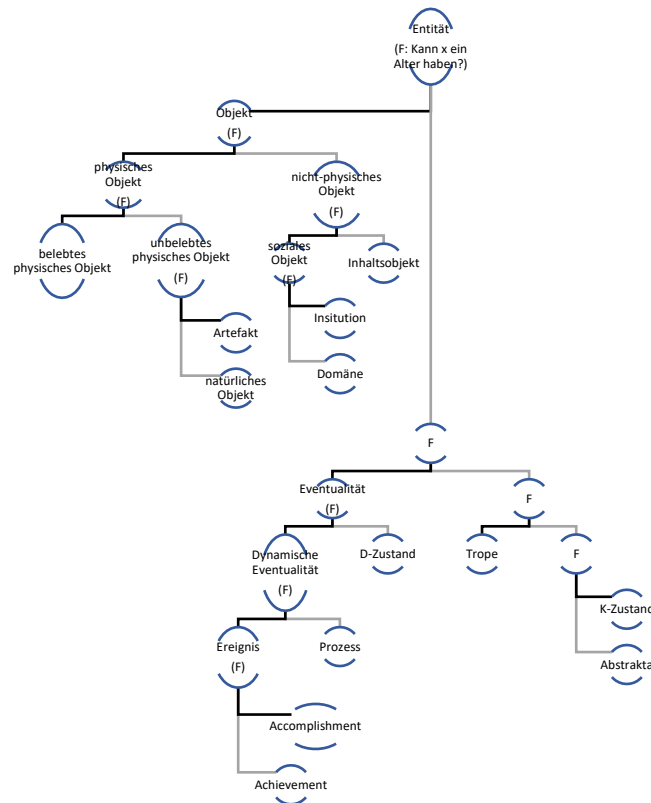 Entität
(F: Kann x ein
Alter haben?)
Objekt
(F)
physisches
Objekt
(F)
nicht-physisches
Objekt
(F)
belebtes
physisches Objekt
unbelebtes
physisches Objekt
(F)
soziales
Objekt
(F)
Inhaltsobjekt
Artefakt
natürliches
Objekt
Insitution
Domäne
F
Eventualität
(F)
F
Dynamische
Eventualität
(F)
D-Zustand
Trope
F
Ereignis
(F)
Prozess
K-Zustand
Abstrakta
Accomplishment
Achievement